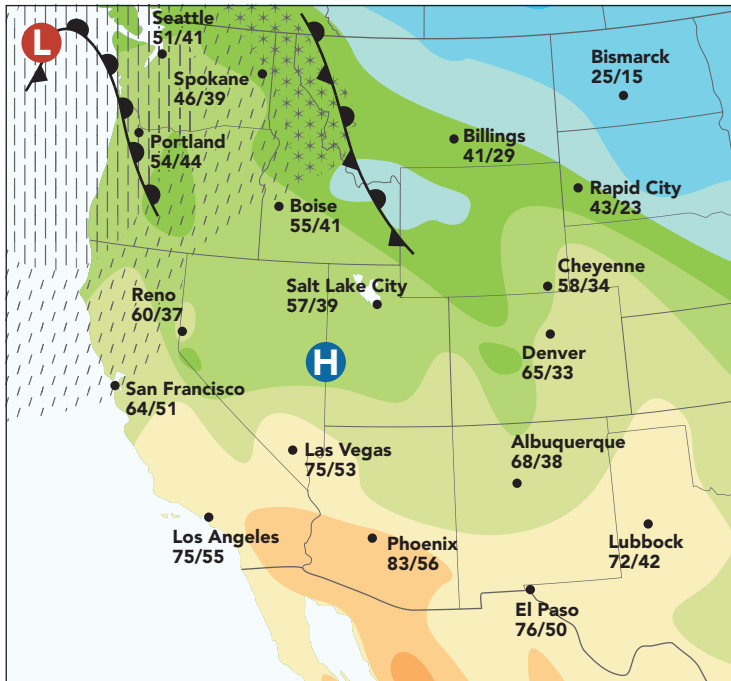 Seattle
51/41
L
Spokane
46/39
Bismarck
25/15
Portland
54/44
Billings
41/29
Boise
55/41
Rapid City
43/23
Reno
60/37
Salt Lake City
57/39
Cheyenne
58/34
H
Denver
65/33
San Francisco
64/51
Las Vegas
75/53
Albuquerque
68/38
Los Angeles
75/55
Phoenix
83/56
Lubbock
72/42
El Paso
76/50